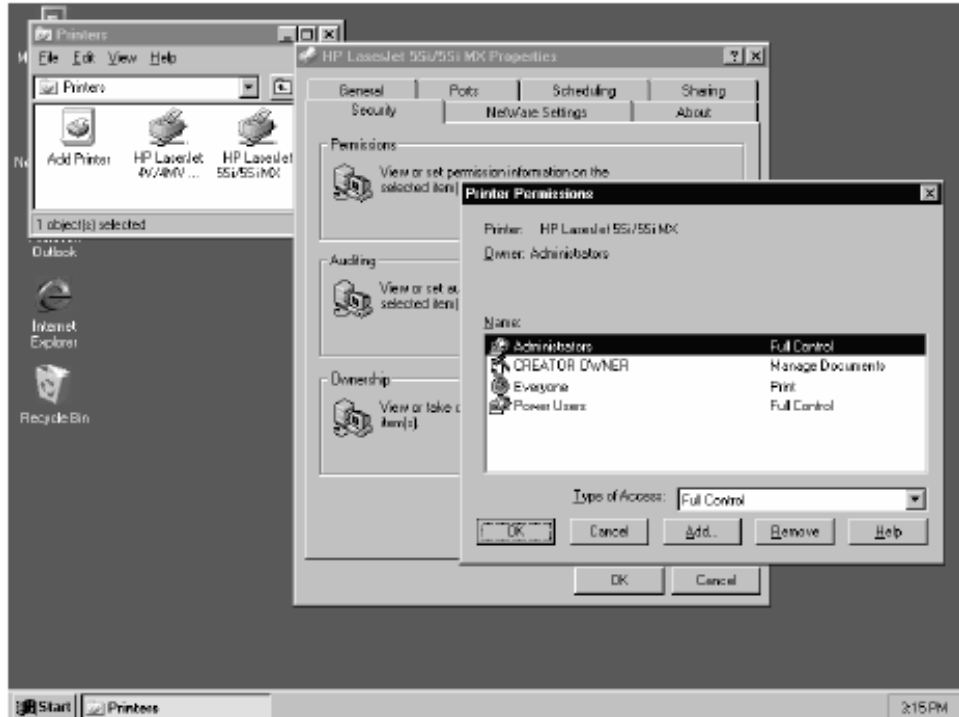 Printers
File Edit View Help
Printers
Add Printer
HP LaserJet 4V/4MV ...
HP LaserJet 5Si/5SiMX
1 object(s) selected
Outlook
Internet Explorer
Recycle Bin
HP LaserJet 5Si/5Si MX Properties
General Ports Scheduling Sharing
Security NetWare Settings About
Permissions
View or set permission information on the
selected item(
Auditing
View or set au
selected item(
Ownership
View or take o
item(s).
OK Cancel
Printer Permissions
Printer: HP LaserJet 5Si/5Si MX
Owner: Administrators
Name:
Administrators Full Control
CREATOR OWNER Manage Documents
Everyone Print
Power Users Full Control
Type of Access: Full Control
OK Cancel Add... Remove Help
Start Printers 3:15 PM